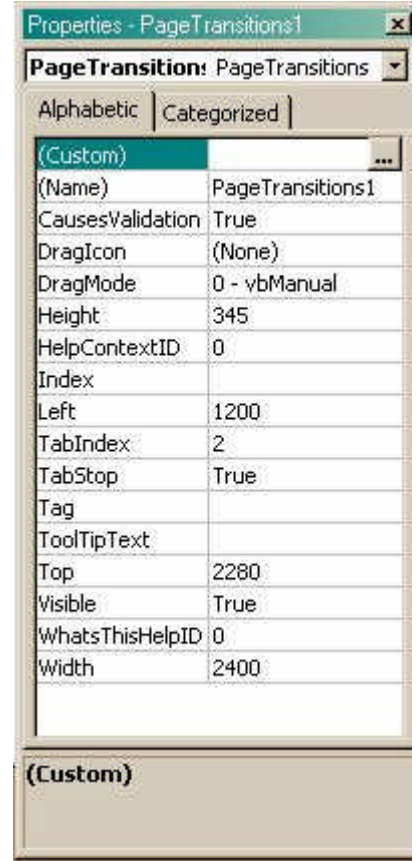 Properties - PageTransitions1
PageTransition: PageTransitions
Alphabetic Categorized
(Custom) ...
(Name) PageTransitions1
CausesValidation True
DragIcon (None)
DragMode 0 - vbManual
Height 345
HelpContextID 0
Index
Left 1200
TabIndex 2
TabStop True
Tag
ToolTipText
Top 2280
Visible True
WhatsThisHelpID 0
Width 2400
(Custom)